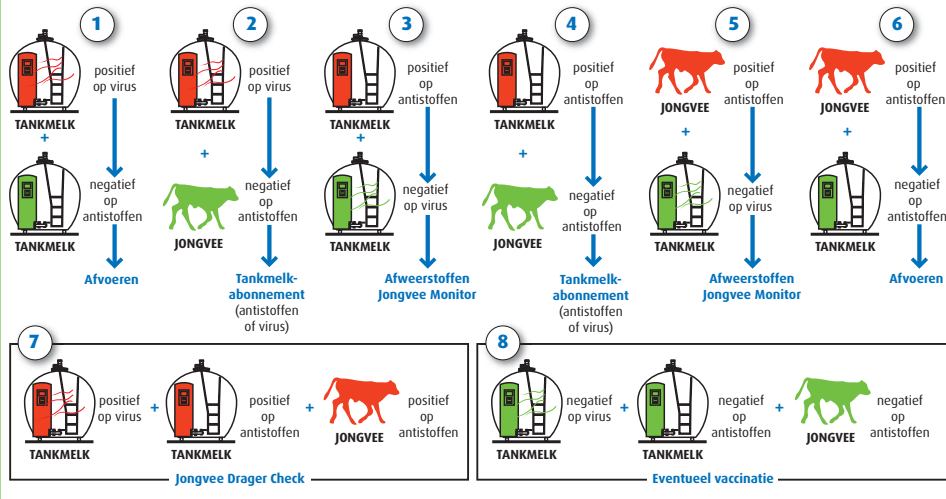 1
positief
op virus
TANKMELK
+
negatief
op
antistoffen
TANKMELK
Afvoeren
2
positief
op virus
TANKMELK
+
negatief
op
antistoffen
JONGVEE
Tankmelk-
abonnement
(antistoffen
of virus)
3
positief
op
antistoffen
TANKMELK
+
negatief
op virus
TANKMELK
Afweerstoffen
Jongvee Monitor
4
positief
op
antistoffen
TANKMELK
+
negatief
op
antistoffen
JONGVEE
Tankmelk-
abonnement
(antistoffen
of virus)
5
positief
op
antistoffen
JONGVEE
+
negatief
op virus
TANKMELK
Afweerstoffen
Jongvee Monitor
6
positief
op
antistoffen
JONGVEE
+
negatief
op
antistoffen
TANKMELK
Afvoeren
7
positief
op virus
TANKMELK
+
positief
op
antistoffen
TANKMELK
+
positief
op
antistoffen
JONGVEE
Jongvee Drager Check
8
negatief
op virus
TANKMELK
+
negatief
op
antistoffen
TANKMELK
+
negatief
op
antistoffen
JONGVEE
Eventueel vaccinatie